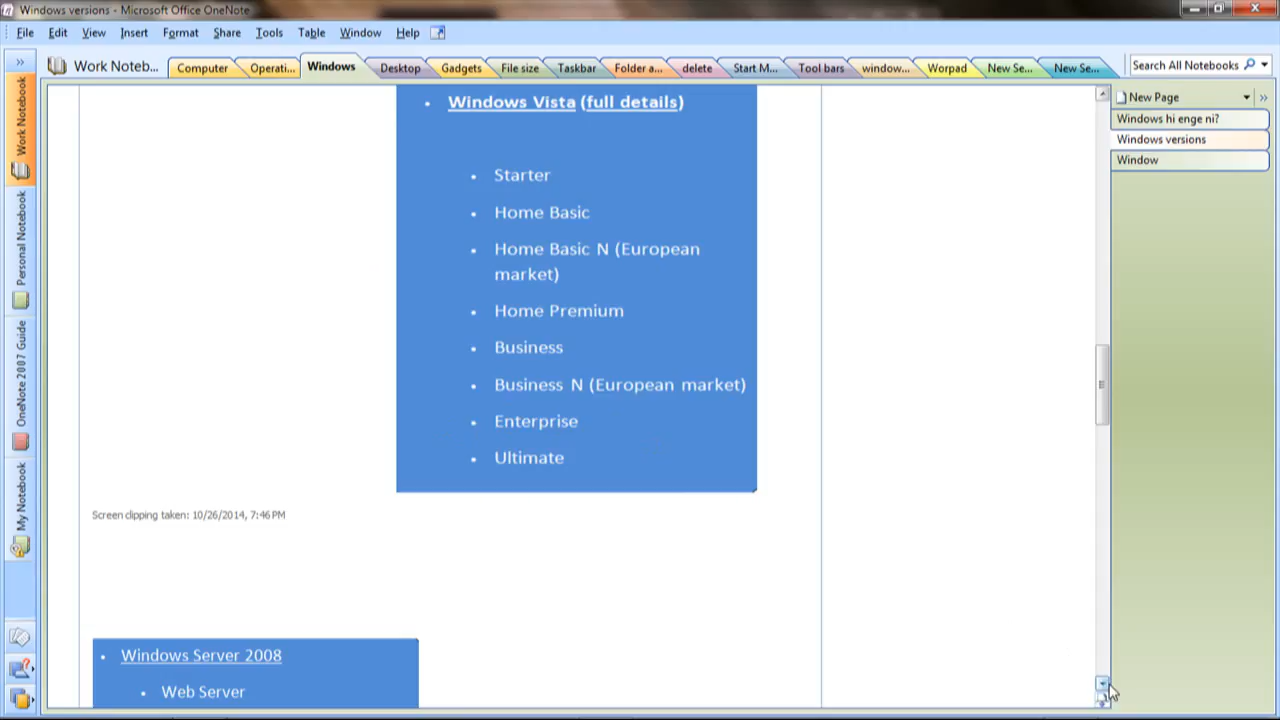 Windows versions - Microsoft Office OneNote
File Edit View Insert Format Share Tools Table Window Help
Work Noteb... Computer Operati... Windows Desktop Gadgets File size Taskbar Folder a... delete Start M... Tool bars window... Worpad New Se... New Se... Search All Notebooks
New Page
Windows hi enge ni?
Windows versions
Window
Work Notebook
Personal Notebook
OneNote 2007 Guide
My Notebook
• Windows Vista (full details)
• Starter
• Home Basic
• Home Basic N (European
market)
• Home Premium
• Business
• Business N (European market)
• Enterprise
• Ultimate
Screen clipping taken: 10/26/2014, 7:46 PM
• Windows Server 2008
• Web Server